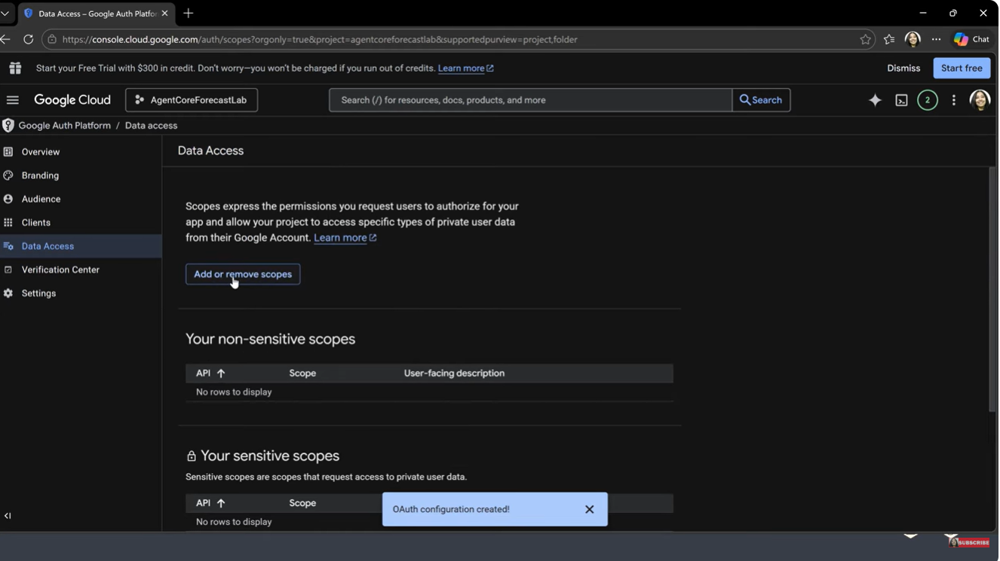 Data Access – Google Auth Platfor
https://console.cloud.google.com/auth/scopes?orgonly=true&project=agentcoreforecastlab&supportedpurview=project,folder
Chat
Start your Free Trial with $300 in credit. Don't worry—you won't be charged if you run out of credits. Learn more
Dismiss
Start free
Google Cloud
AgentCoreForecastLab
Search (/) for resources, docs, products, and more
Search
2
Google Auth Platform / Data access
Overview
Branding
Audience
Clients
Data Access
Verification Center
Settings
Data Access
Scopes express the permissions you request users to authorize for your
app and allow your project to access specific types of private user data
from their Google Account. Learn more
Add or remove scopes
Your non-sensitive scopes
API Scope User-facing description
No rows to display
Your sensitive scopes
Sensitive scopes are scopes that request access to private user data.
API Scope
No rows to display
OAuth configuration created!
SUBSCRIBE